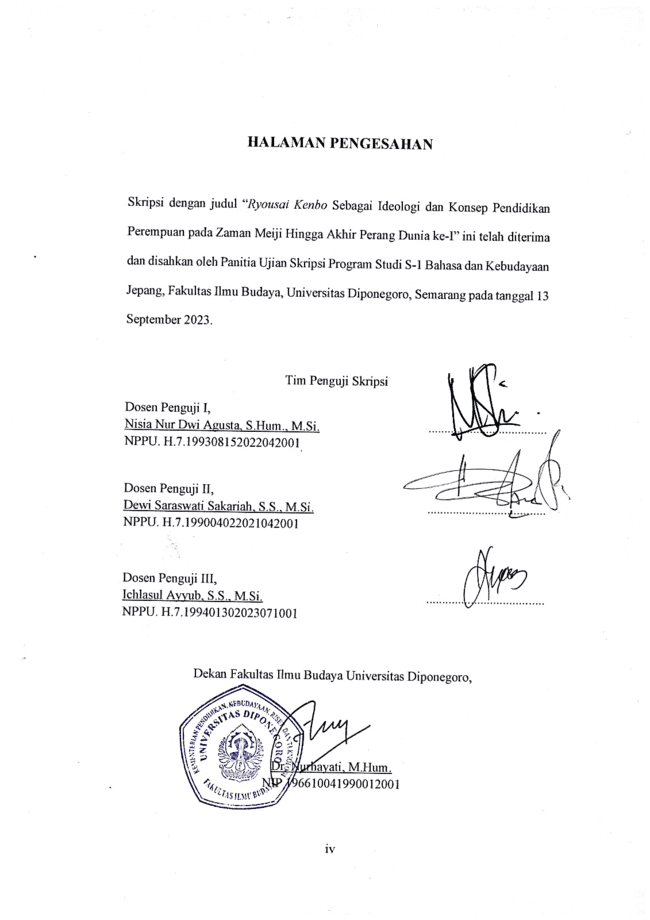 HALAMAN PENGESAHAN
Skripsi dengan judul “Ryousai Kenbo Sebagai Ideologi dan Konsep Pendidikan
Perempuan pada Zaman Meiji Hingga Akhir Perang Dunia ke-I” ini telah diterima
dan disahkan oleh Panitia Ujian Skripsi Program Studi S-1 Bahasa dan Kebudayaan
Jepang, Fakultas Ilmu Budaya, Universitas Diponegoro, Semarang pada tanggal 13
September 2023.
Tim Penguji Skripsi
Dosen Penguji I,
Nisia Nur Dwi Agusta, S.Hum., M.Si.
NPPU. H.7.199308152022042001
Dosen Penguji II,
Dewi Saraswati Sakariah, S.S., M.Si.
NPPU. H.7.199004022021042001
Dosen Penguji III,
Ichlasul Ayyub, S.S., M.Si.
NPPU. H.7.199401302023071001
Dekan Fakultas Ilmu Budaya Universitas Diponegoro,
KEMENTERIAN PENDIDIKAN, KEBUDAYAAN, RISET, DAN
UNIVERSITAS DIPONEGORO
FAKULTAS ILMU BUDAYA
Dr. Nurhayati, M.Hum.
NIP 196610041990012001
iv